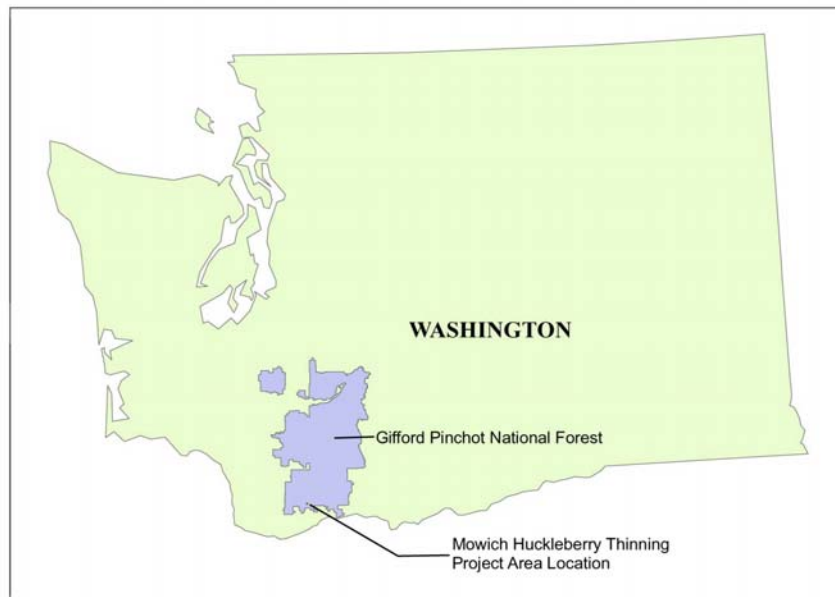 WASHINGTON
Gifford Pinchot National Forest
Mowich Huckleberry Thinning
Project Area Location